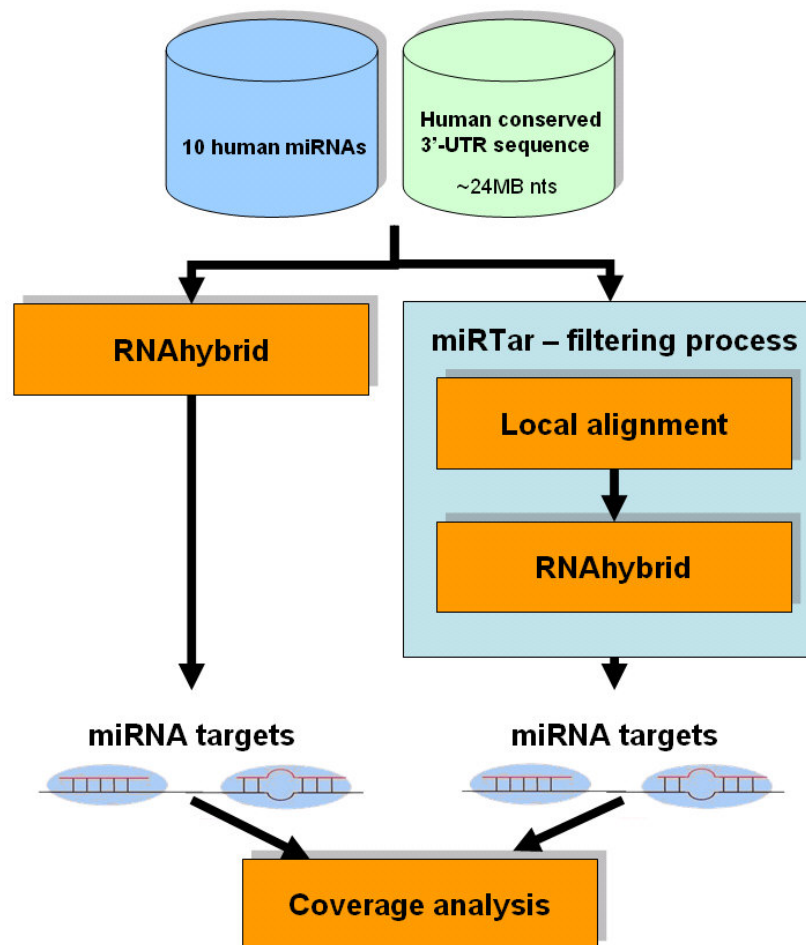 10 human miRNAs
Human conserved
3'-UTR sequence
~24MB nts
RNAhybrid
miRTar – filtering process
Local alignment
RNAhybrid
miRNA targets
miRNA targets
Coverage analysis